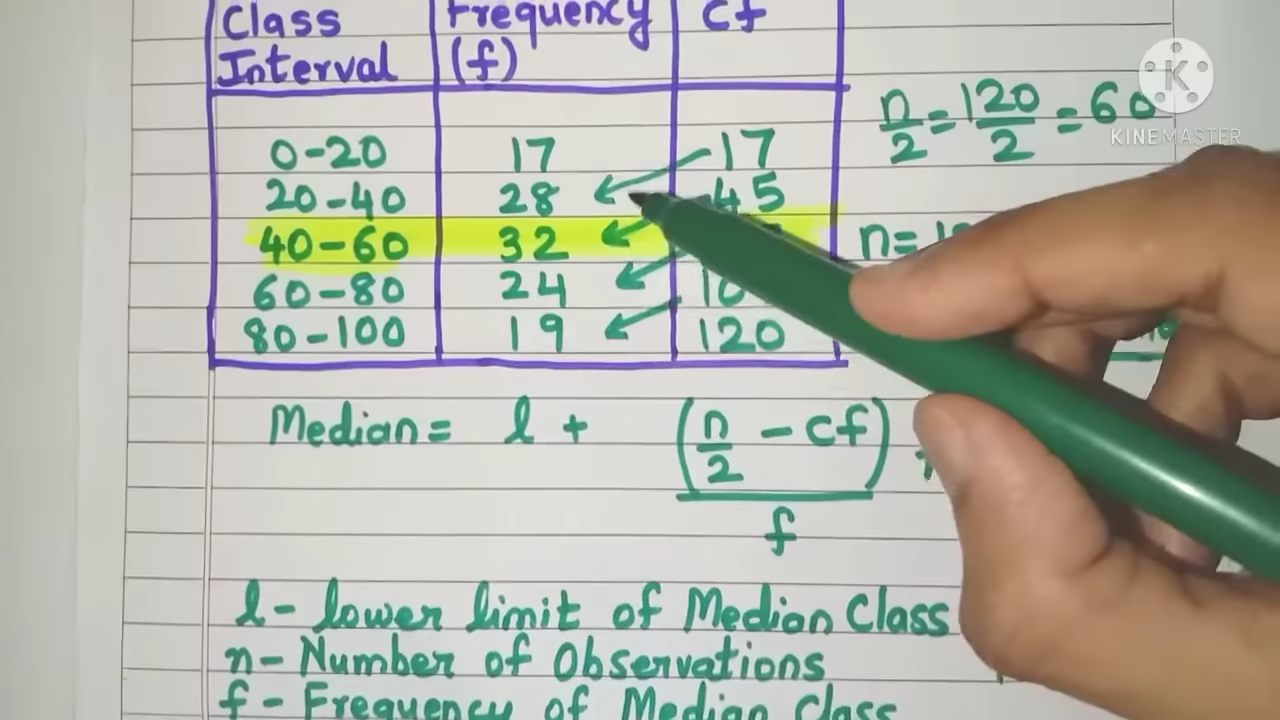 Class Frequency cf
Interval (f)
n/2 = 120/2 = 60
KINEMASTER
0-20 17 17
20-40 28 45
40-60 32
60-80 24
80-100 19 120
n=
Median = l + (n/2 - cf)
f
l - lower limit of Median Class
n - Number of Observations
f - Frequency of Median Class